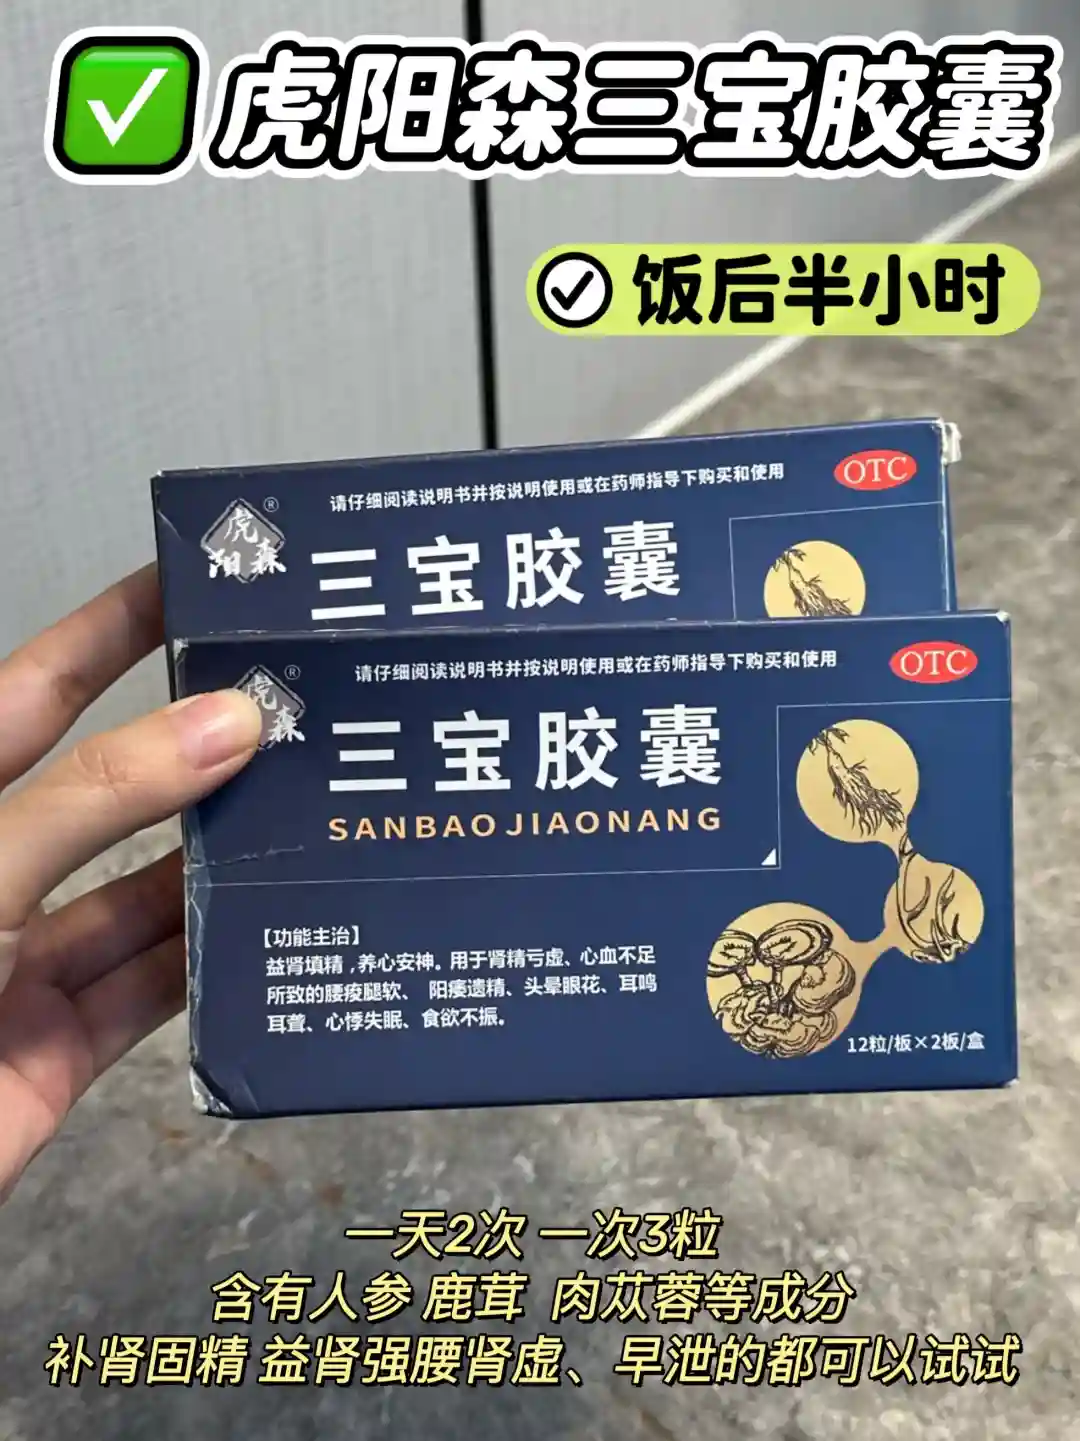 虎阳森三宝胶囊
饭后半小时
请仔细阅读说明书并按说明使用或在药师指导下购买和使用
OTC
虎
阳森
®
三宝胶囊
请仔细阅读说明书并按说明使用或在药师指导下购买和使用
OTC
虎
森
®
三宝胶囊
SANBAO JIAONANG
【功能主治】
益肾填精，养心安神。用于肾精亏虚、心血不足
所致的腰痠腿软、阳痿遗精、头晕眼花、耳鸣
耳聋、心悸失眠、食欲不振。
12粒/板×2板/盒
一天2次 一次3粒
含有人参 鹿茸 肉苁蓉等成分
补肾固精 益肾强腰肾虚、早泄的都可以试试